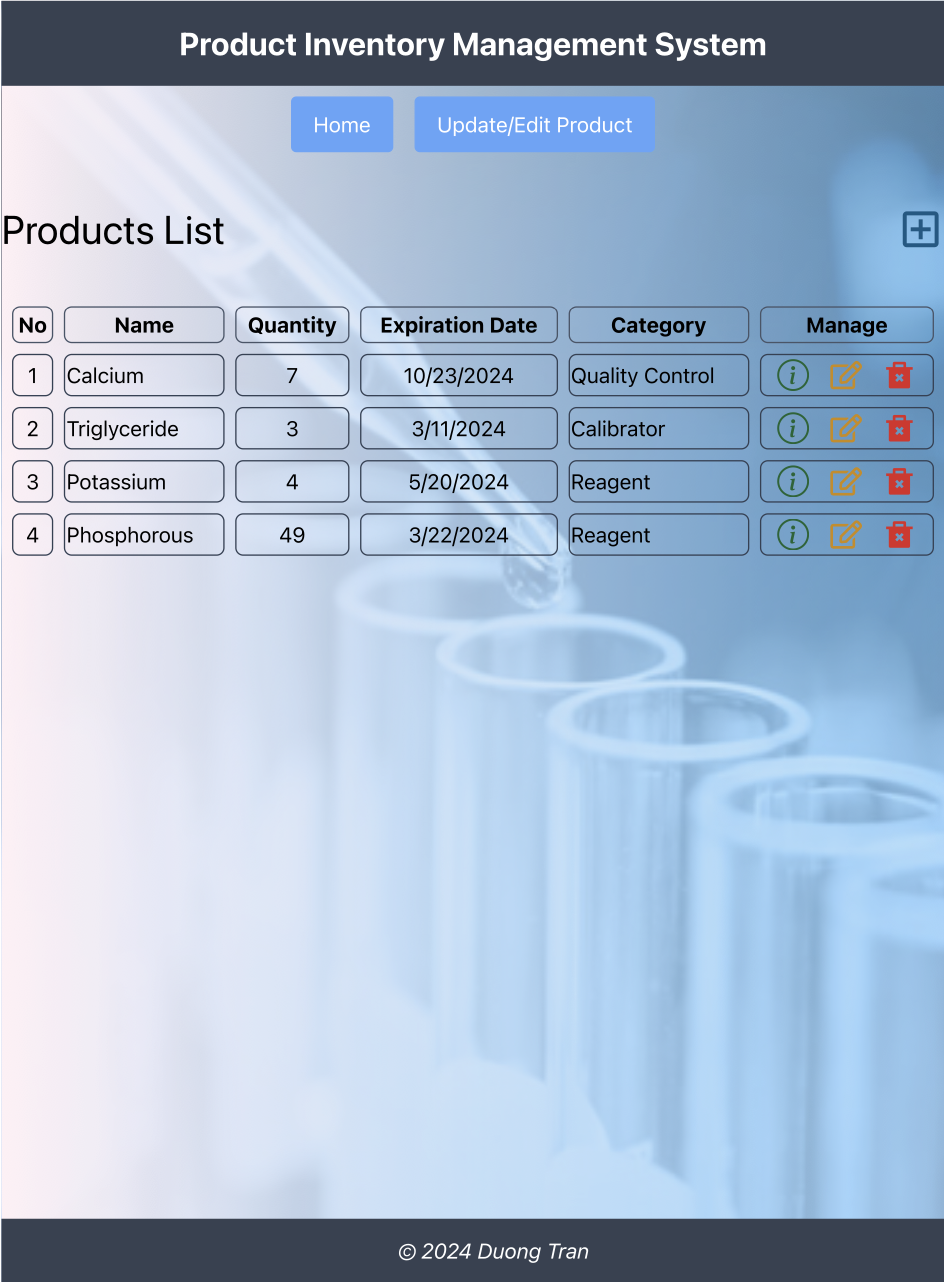 Product Inventory Management System
Home Update/Edit Product
Products List
No Name Quantity Expiration Date Category Manage
1 Calcium 7 10/23/2024 Quality Control
2 Triglyceride 3 3/11/2024 Calibrator
3 Potassium 4 5/20/2024 Reagent
4 Phosphorous 49 3/22/2024 Reagent
© 2024 Duong Tran